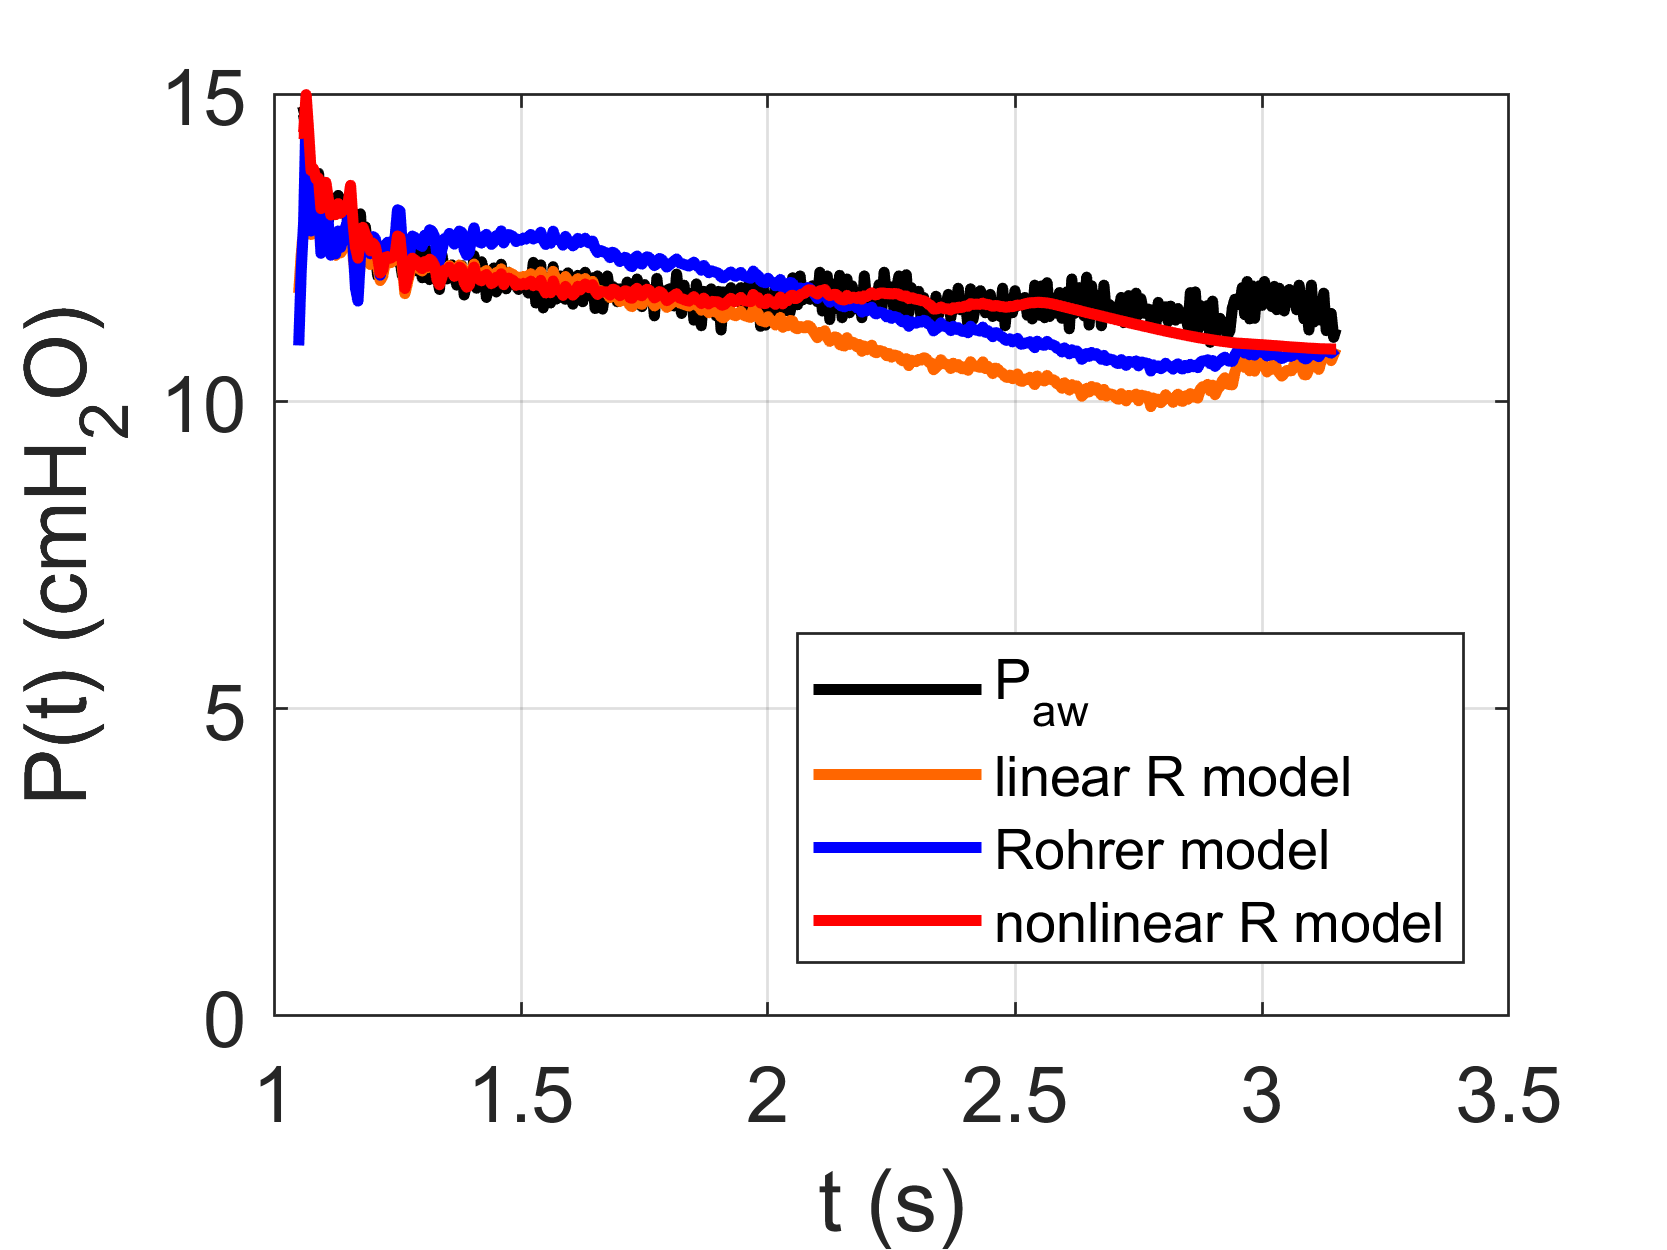 15
10
5
0
P(t) (cmH2O)
1 1.5 2 2.5 3 3.5
t (s)
Paw
linear R model
Rohrer model
nonlinear R model